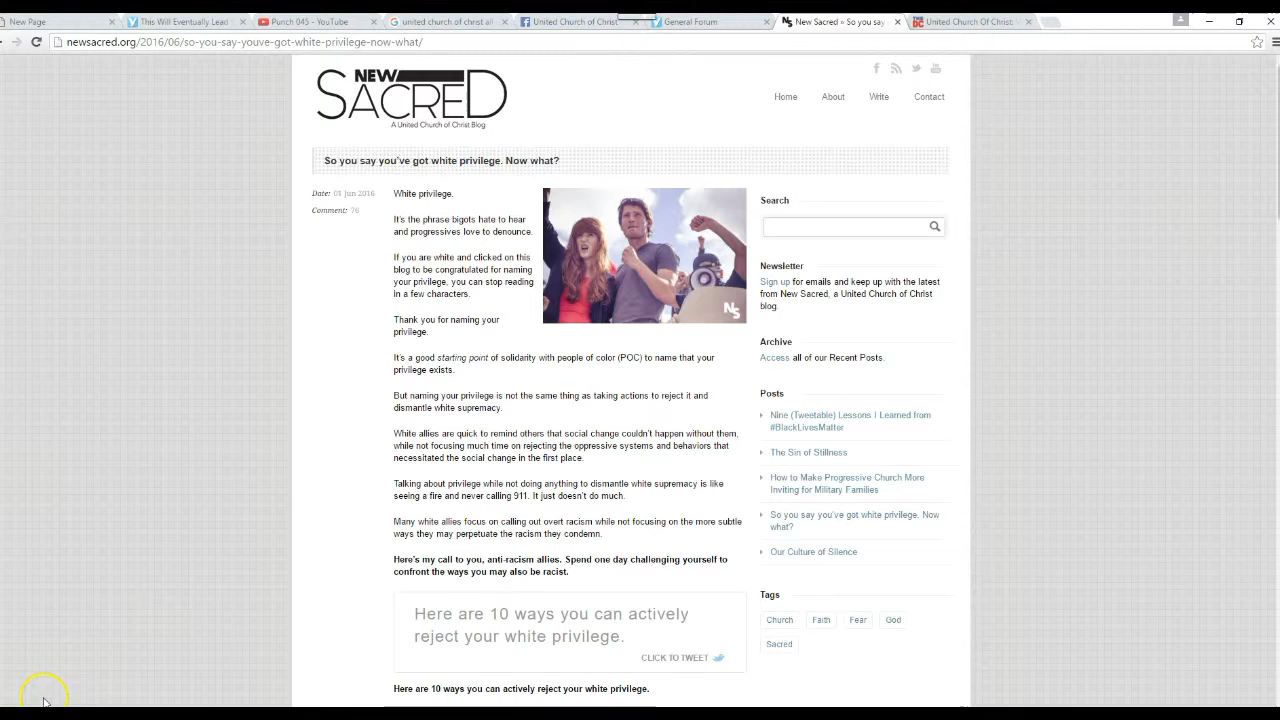 New Page
This Will Eventually Lead
Punch 045 - YouTube
united church of christ all
United Church of Christ
General Forum
New Sacred » So you say
United Church Of Christ:
newsacred.org/2016/06/so-you-say-youve-got-white-privilege-now-what/
NEW
SACRED
A United Church of Christ Blog
Home
About
Write
Contact
So you say you've got white privilege. Now what?
Date: 01 Jun 2016
Comment: 76
White privilege.
It's the phrase bigots hate to hear
and progressives love to denounce.
If you are white and clicked on this
blog to be congratulated for naming
your privilege, you can stop reading
in a few characters.
Thank you for naming your
privilege.
It's a good starting point of solidarity with people of color (POC) to name that your
privilege exists.
But naming your privilege is not the same thing as taking actions to reject it and
dismantle white supremacy.
White allies are quick to remind others that social change couldn't happen without them,
while not focusing much time on rejecting the oppressive systems and behaviors that
necessitated the social change in the first place.
Talking about privilege while not doing anything to dismantle white supremacy is like
seeing a fire and never calling 911. It just doesn't do much.
Many white allies focus on calling out overt racism while not focusing on the more subtle
ways they may perpetuate the racism they condemn.
Here's my call to you, anti-racism allies. Spend one day challenging yourself to
confront the ways you may also be racist.
Here are 10 ways you can actively
reject your white privilege.
CLICK TO TWEET
Here are 10 ways you can actively reject your white privilege.
NS
Search
Newsletter
Sign up for emails and keep up with the latest
from New Sacred, a United Church of Christ
blog.
Archive
Access all of our Recent Posts.
Posts
Nine (Tweetable) Lessons I Learned from
#BlackLivesMatter
The Sin of Stillness
How to Make Progressive Church More
Inviting for Military Families
So you say you've got white privilege. Now
what?
Our Culture of Silence
Tags
Church
Faith
Fear
God
Sacred